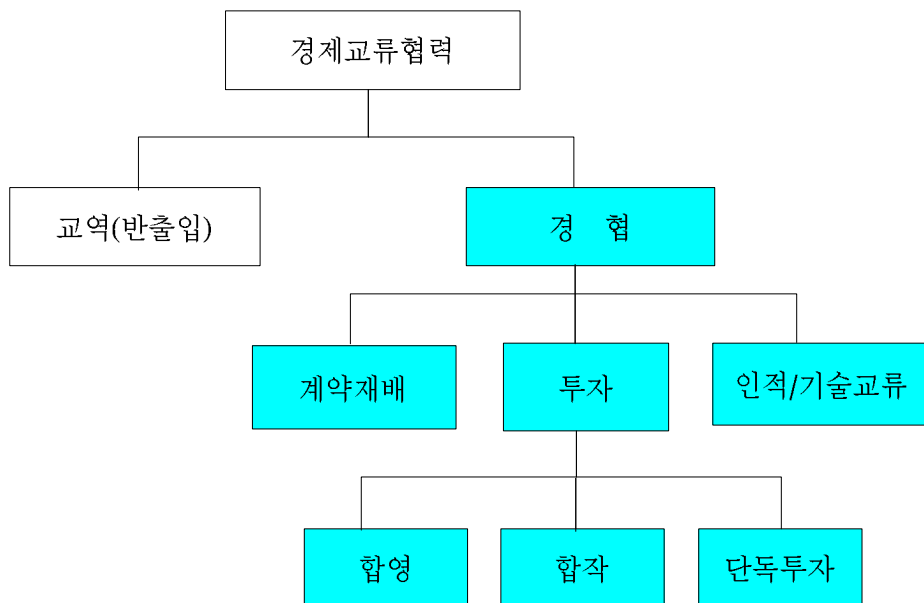 경제교류협력
교역(반출입)
경 협
계약재배
투자
인적/기술교류
합영
합작
단독투자